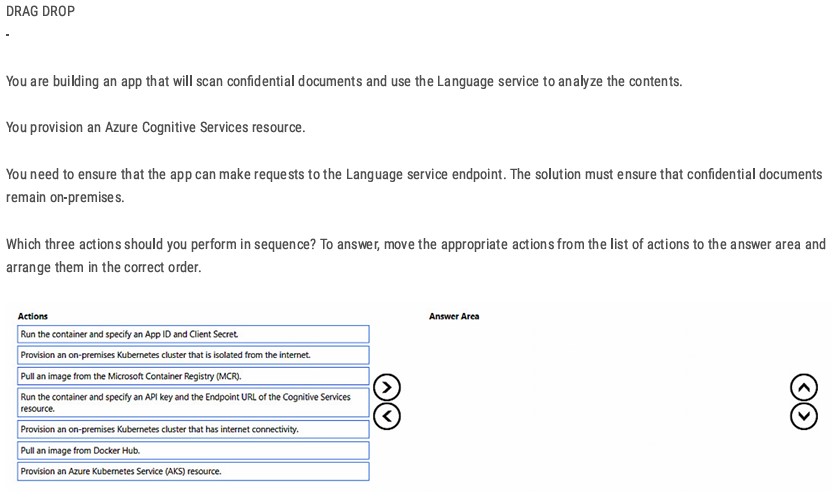 DRAG DROP
-
You are building an app that will scan confidential documents and use the Language service to analyze the contents.
You provision an Azure Cognitive Services resource.
You need to ensure that the app can make requests to the Language service endpoint. The solution must ensure that confidential documents
remain on-premises.
Which three actions should you perform in sequence? To answer, move the appropriate actions from the list of actions to the answer area and
arrange them in the correct order.
Actions
Answer Area
Run the container and specify an App ID and Client Secret.
Provision an on-premises Kubernetes cluster that is isolated from the internet.
Pull an image from the Microsoft Container Registry (MCR).
Run the container and specify an API key and the Endpoint URL of the Cognitive Services
resource.
Provision an on-premises Kubernetes cluster that has internet connectivity.
Pull an image from Docker Hub.
Provision an Azure Kubernetes Service (AKS) resource.